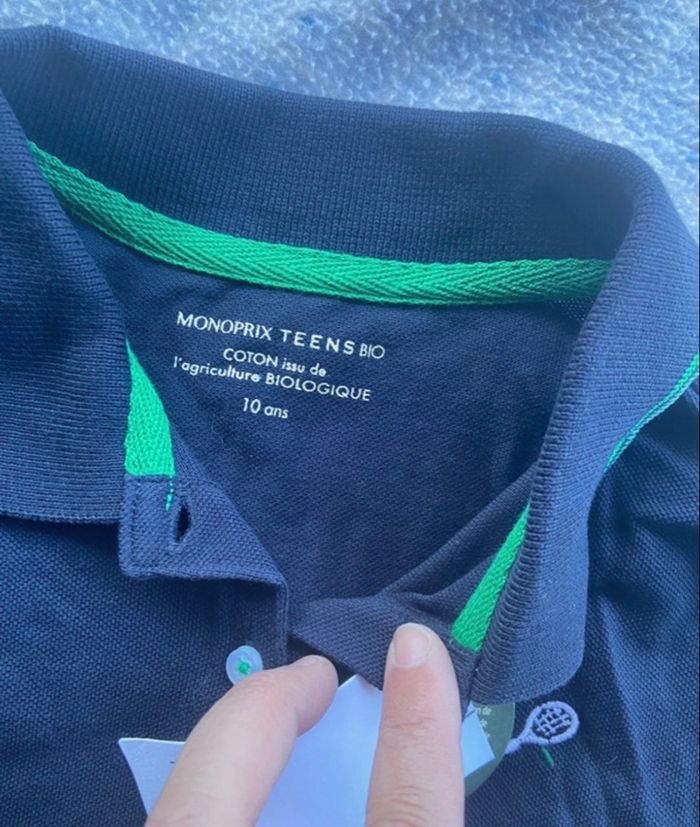 MONOPRIX TEENS BIO
COTON issu de
l'agriculture BIOLOGIQUE
10 ans